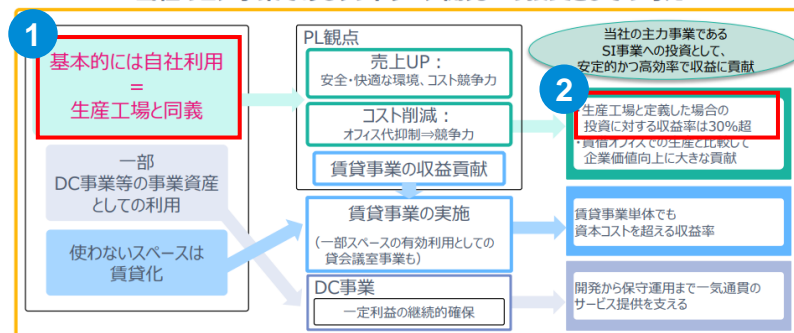 1
基本的には自社利用
=
生産工場と同義
一部
DC事業等の事業資産
としての利用
使わないスペースは
賃貸化
PL観点
売上UP：
安全・快適な環境、コスト競争力
コスト削減：
オフィス代抑制⇒競争力
賃貸事業の収益貢献
賃貸事業の実施
（一部スペースの有効利用としての
貸会議室事業も）
DC事業
一定利益の継続的確保
当社の主力事業である
SI事業への投資として、
安定的かつ高効率で収益に貢献
2
・生産工場と定義した場合の
投資に対する収益率は30％超
・賃借オフィスでの生産と比較して
企業価値向上に大きな貢献
賃貸事業単体でも
資本コストを超える収益率
開発から保守運用まで一気通貫の
サービス提供を支える